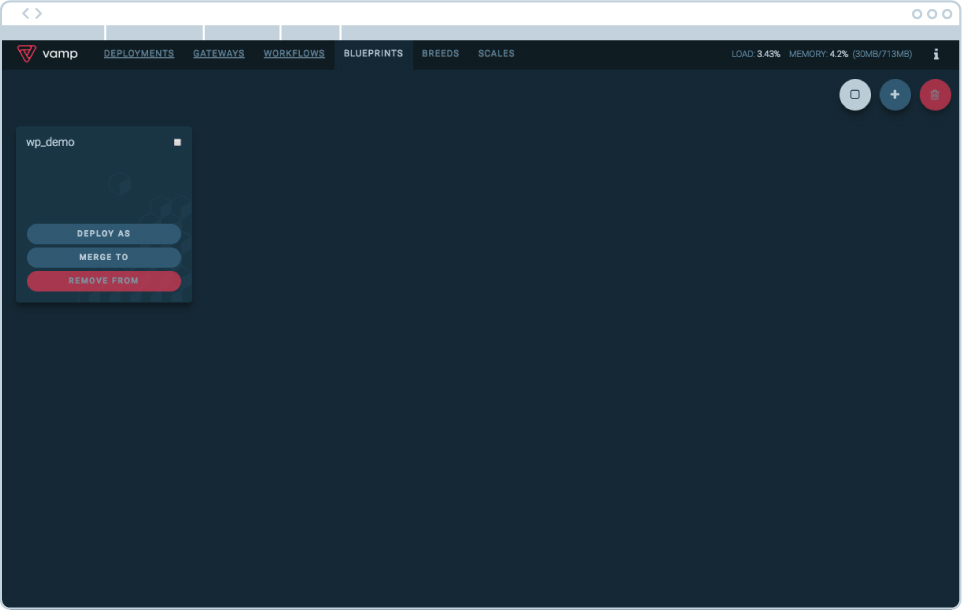 vamp DEPLOYMENTS GATEWAYS WORKFLOWS BLUEPRINTS BREEDS SCALES LOAD: 3.43% MEMORY: 4.2% (30MB/713MB)
wp_demo
DEPLOY AS
MERGE TO
REMOVE FROM